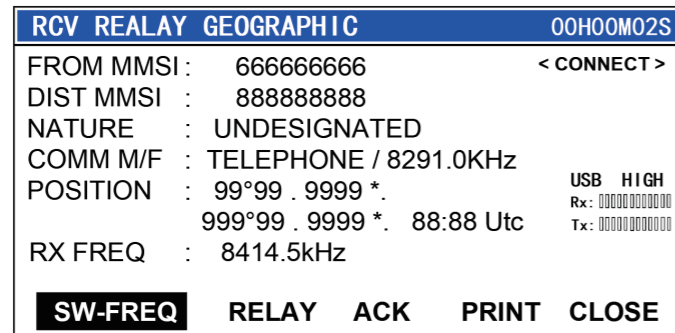 RCV REALAY GEOGRAPHIC 00H00M02S
FROM MMSI : 666666666 < CONNECT >
DIST MMSI : 888888888
NATURE : UNDESIGNATED
COMM M/F : TELEPHONE / 8291.0KHz
POSITION : 99°99 . 9999 *. USB HIGH
Rx:
999°99 . 9999 *. 88:88 Utc Tx:
RX FREQ : 8414.5kHz
SW-FREQ RELAY ACK PRINT CLOSE